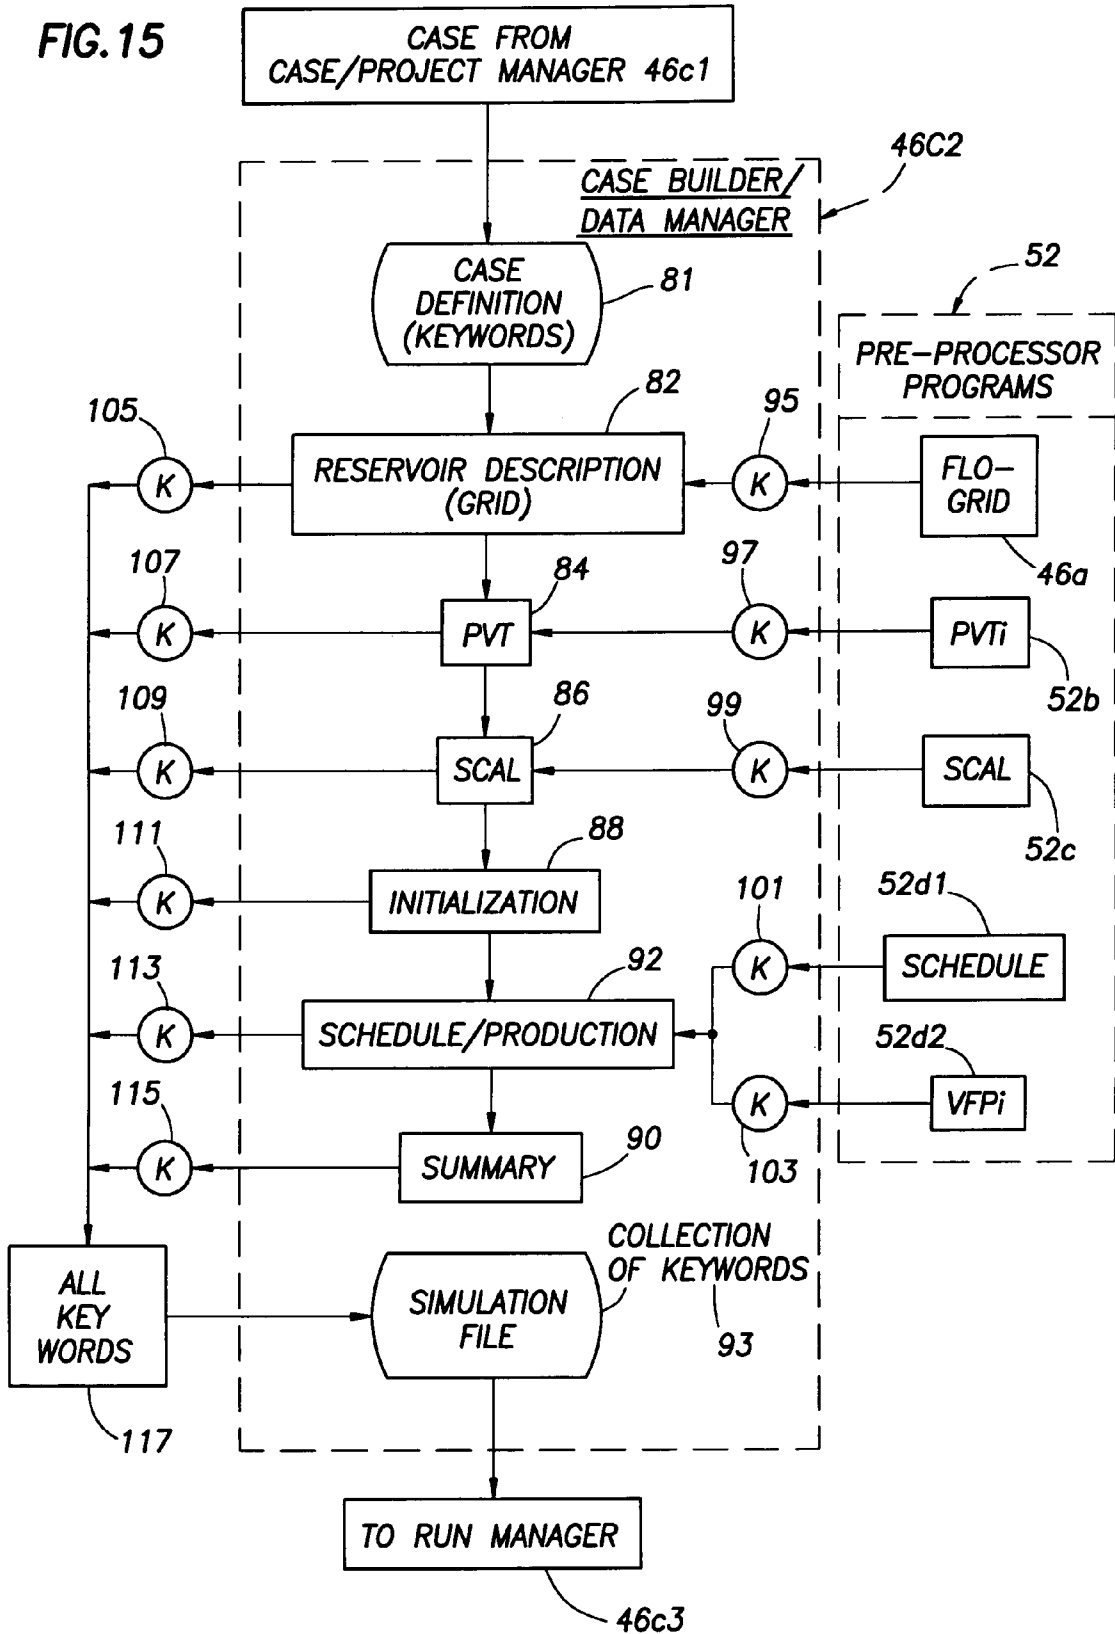 FIG.15
CASE FROM
CASE/PROJECT MANAGER 46c1
46C2
CASE BUILDER/
DATA MANAGER
52
CASE
DEFINITION
(KEYWORDS)
81
PRE-PROCESSOR
PROGRAMS
82
105
95
K
RESERVOIR DESCRIPTION
(GRID)
K
FLO-
GRID
46a
107
84
97
K
PVT
K
PVTi
52b
109
86
99
K
SCAL
K
SCAL
52c
111
88
K
INITIALIZATION
101
52d1
K
SCHEDULE
113
92
K
SCHEDULE/PRODUCTION
52d2
K
VFPi
103
115
K
SUMMARY
90
COLLECTION
OF KEYWORDS
93
ALL
KEY
WORDS
117
SIMULATION
FILE
TO RUN MANAGER
46c3